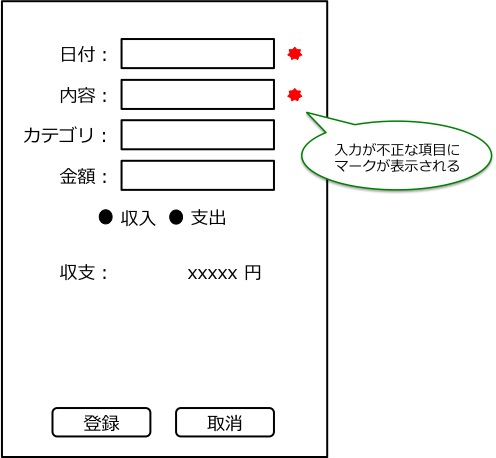 日付：
内容：
カテゴリ：
金額：
入力が不正な項目に
マークが表示される
収入 支出
収支： xxxxx 円
登録 取消